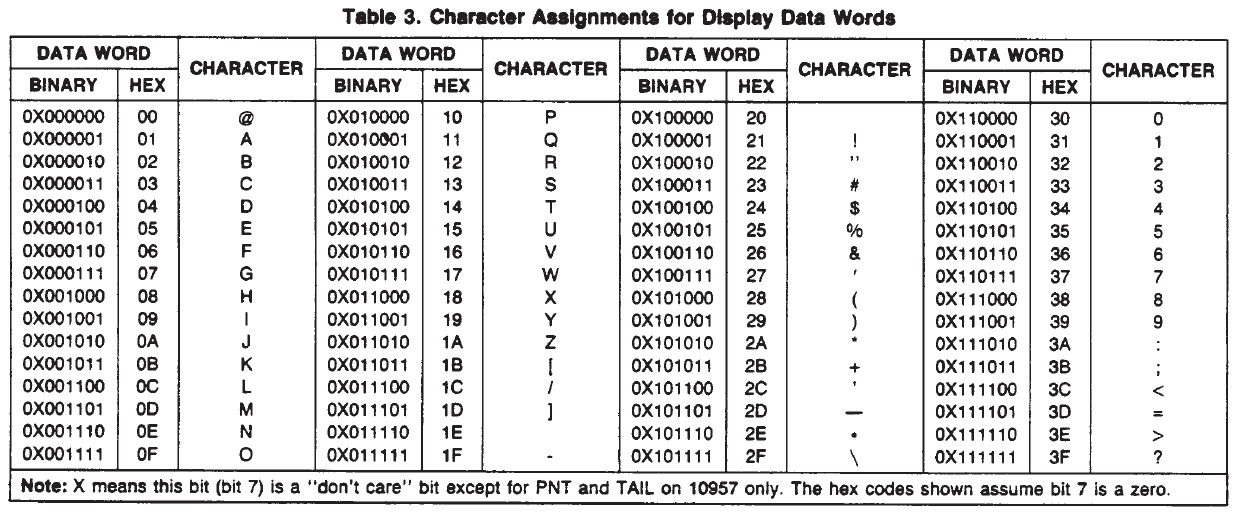 Table 3. Character Assignments for Display Data Words
DATA WORD CHARACTER DATA WORD CHARACTER DATA WORD CHARACTER DATA WORD CHARACTER
BINARY HEX BINARY HEX BINARY HEX BINARY HEX
0X000000 00 @ 0X010000 10 P 0X100000 20 0X110000 30 0
0X000001 01 A 0X010001 11 Q 0X100001 21 ! 0X110001 31 1
0X000010 02 B 0X010010 12 R 0X100010 22 '' 0X110010 32 2
0X000011 03 C 0X010011 13 S 0X100011 23 # 0X110011 33 3
0X000100 04 D 0X010100 14 T 0X100100 24 $ 0X110100 34 4
0X000101 05 E 0X010101 15 U 0X100101 25 % 0X110101 35 5
0X000110 06 F 0X010110 16 V 0X100110 26 & 0X110110 36 6
0X000111 07 G 0X010111 17 W 0X100111 27 ' 0X110111 37 7
0X001000 08 H 0X011000 18 X 0X101000 28 ( 0X111000 38 8
0X001001 09 I 0X011001 19 Y 0X101001 29 ) 0X111001 39 9
0X001010 0A J 0X011010 1A Z 0X101010 2A * 0X111010 3A :
0X001011 0B K 0X011011 1B [ 0X101011 2B + 0X111011 3B ;
0X001100 0C L 0X011100 1C / 0X101100 2C ' 0X111100 3C <
0X001101 0D M 0X011101 1D ] 0X101101 2D — 0X111101 3D =
0X001110 0E N 0X011110 1E 0X101110 2E • 0X111110 3E >
0X001111 0F O 0X011111 1F - 0X101111 2F \ 0X111111 3F ?
Note: X means this bit (bit 7) is a "don't care" bit except for PNT and TAIL on 10957 only. The hex codes shown assume bit 7 is a zero.